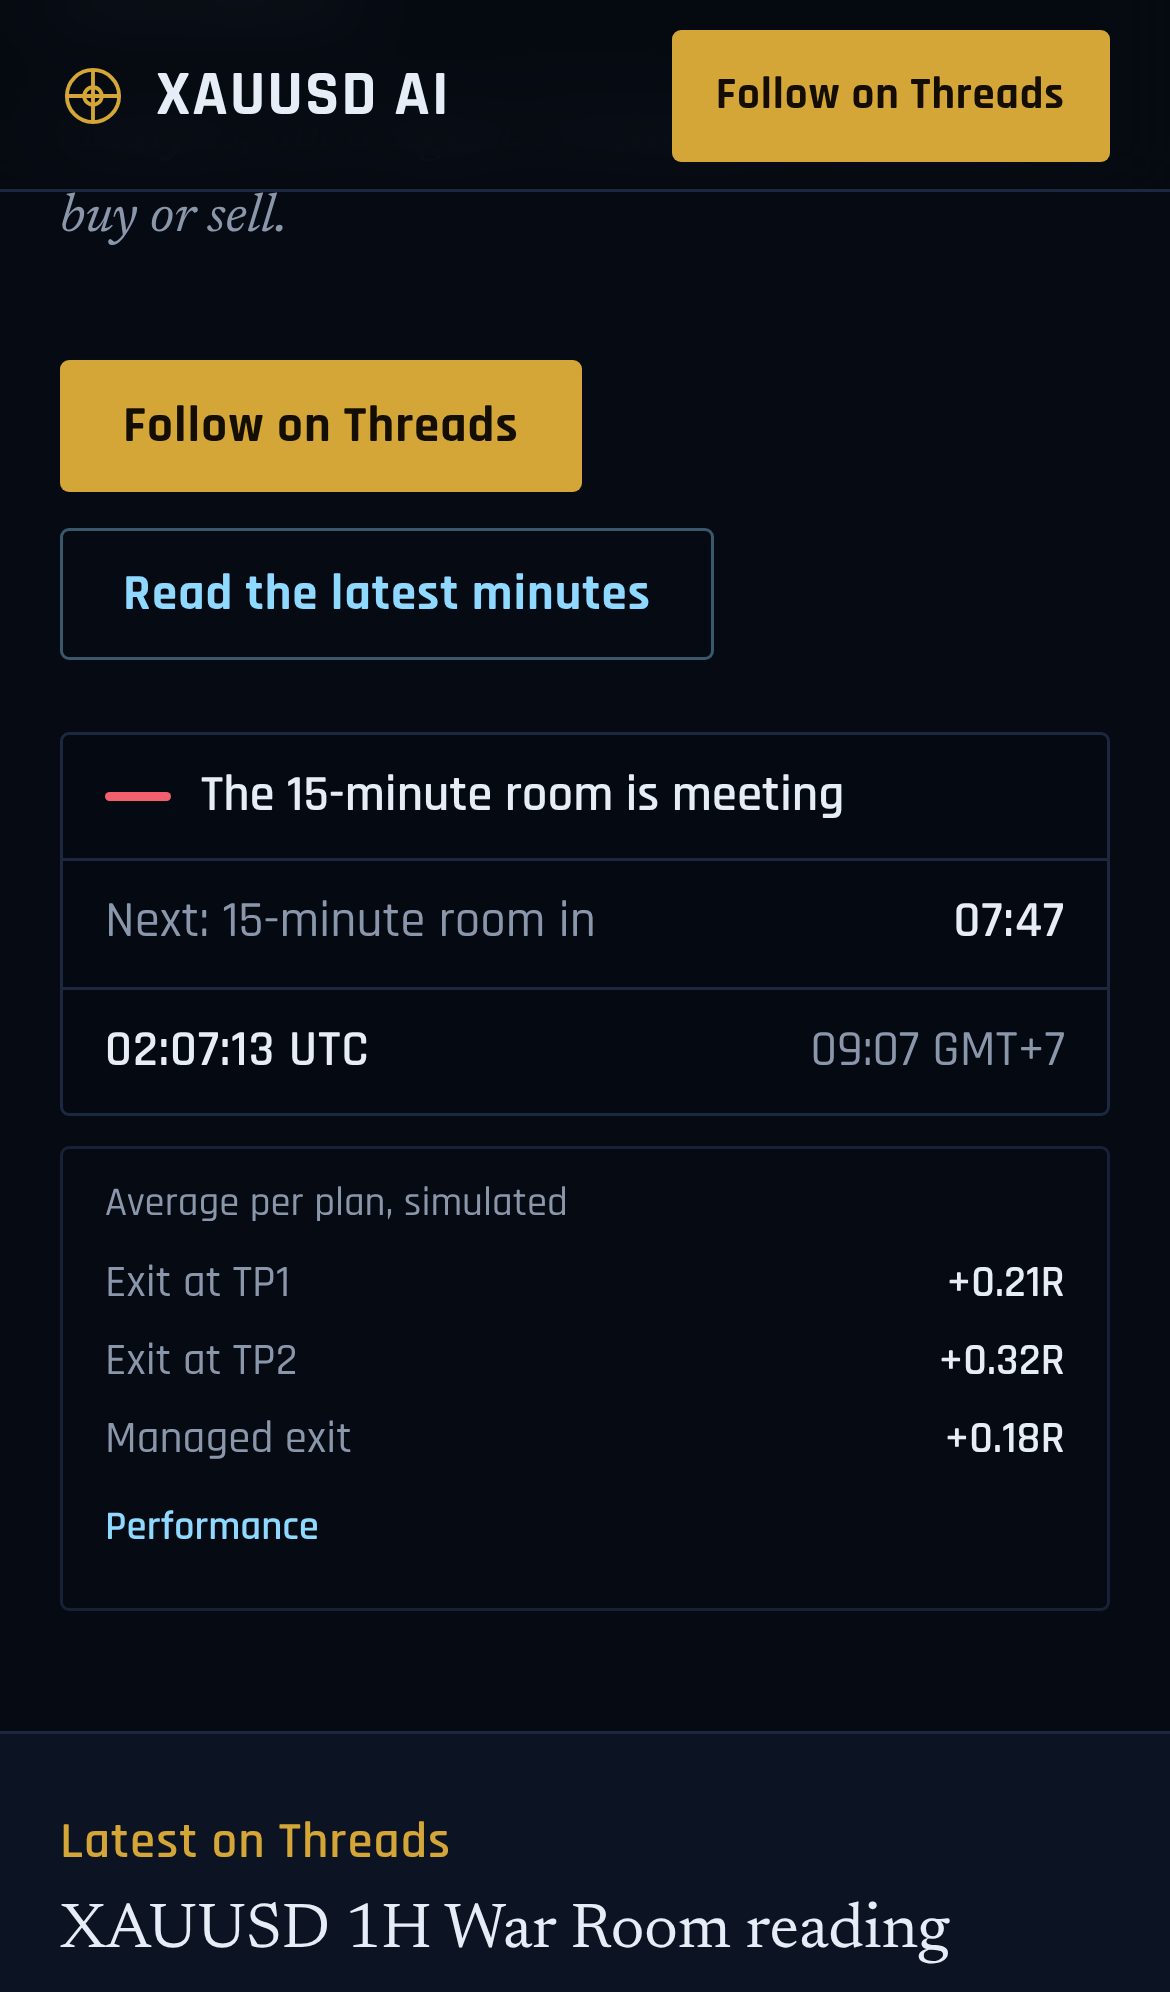 XAUUSD AI
Follow on Threads
buy or sell.
Follow on Threads
Read the latest minutes
The 15-minute room is meeting
Next: 15-minute room in 07:47
02:07:13 UTC 09:07 GMT+7
Average per plan, simulated
Exit at TP1 +0.21R
Exit at TP2 +0.32R
Managed exit +0.18R
Performance
Latest on Threads
XAUUSD 1H War Room reading